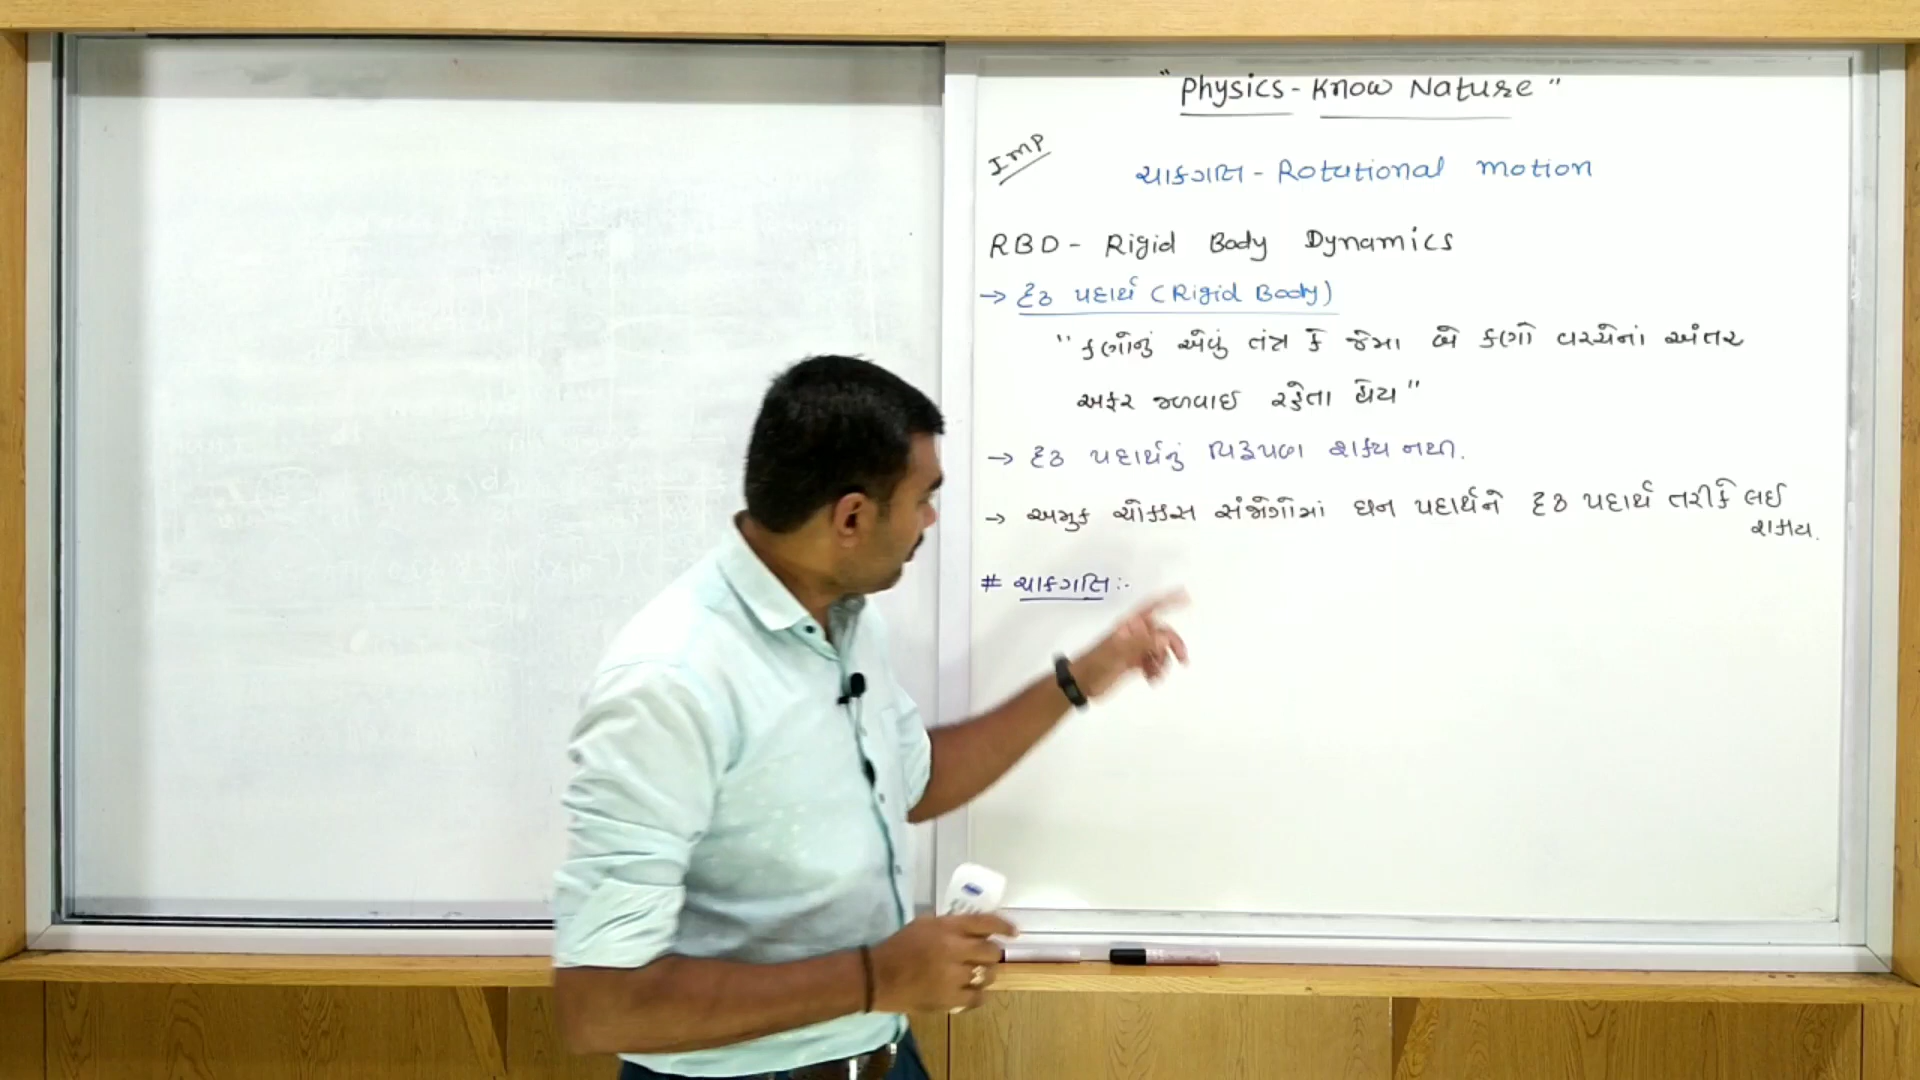 "Physics - Know Nature"
IMP
ચાકગતિ - Rotational motion
RBD - Rigid Body Dynamics
→ દૃઢ પદાર્થ (Rigid Body)
"કણોનું એવું તંત્ર કે જેમા બે કણો વચ્ચેનાં અંતર
અફર જળવાઈ રહેતા હોય"
→ દૃઢ પદાર્થનું વિરૂપણ શક્ય નથી.
→ અમુક ચોક્કસ સંજોગોમાં ઘન પદાર્થને દૃઢ પદાર્થ તરીકે લઈ
શકાય.
# ચાકગતિ :-